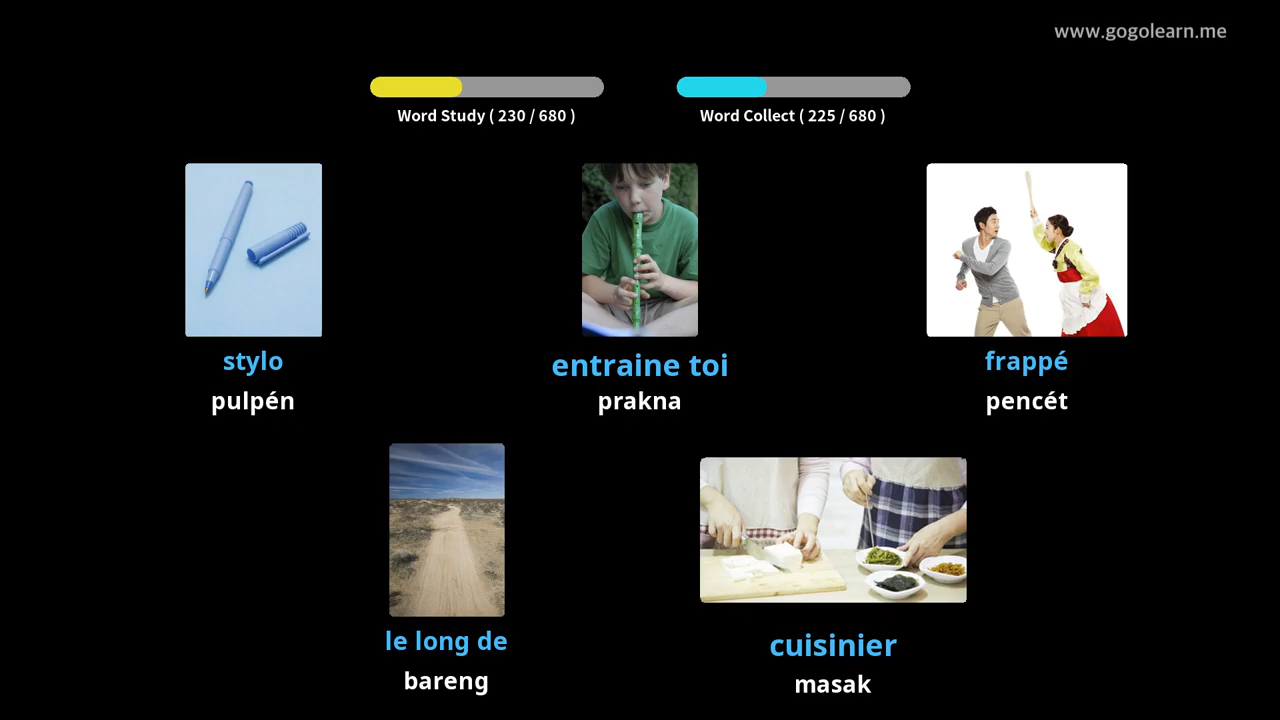 www.gogolearn.me
Word Study ( 230 / 680 )
Word Collect ( 225 / 680 )
stylo
pulpén
entraine toi
prakna
frappé
pencét
le long de
bareng
cuisinier
masak